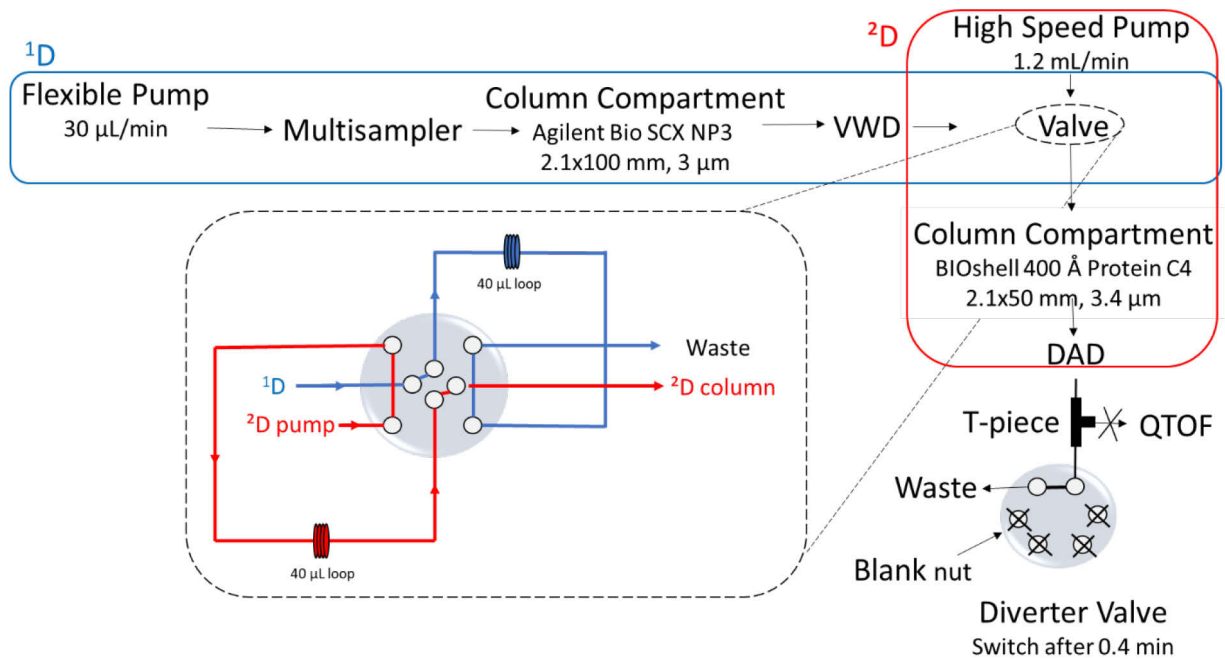 ¹D
Flexible Pump
30 µL/min
Multisampler
Column Compartment
Agilent Bio SCX NP3
2.1x100 mm, 3 µm
VWD
²D
High Speed Pump
1.2 mL/min
Valve
Column Compartment
BIOshell 400 Å Protein C4
2.1x50 mm, 3.4 µm
DAD
T-piece
QTOF
Waste
Blank nut
Diverter Valve
Switch after 0.4 min
40 µL loop
Waste
¹D
²D column
²D pump
40 µL loop